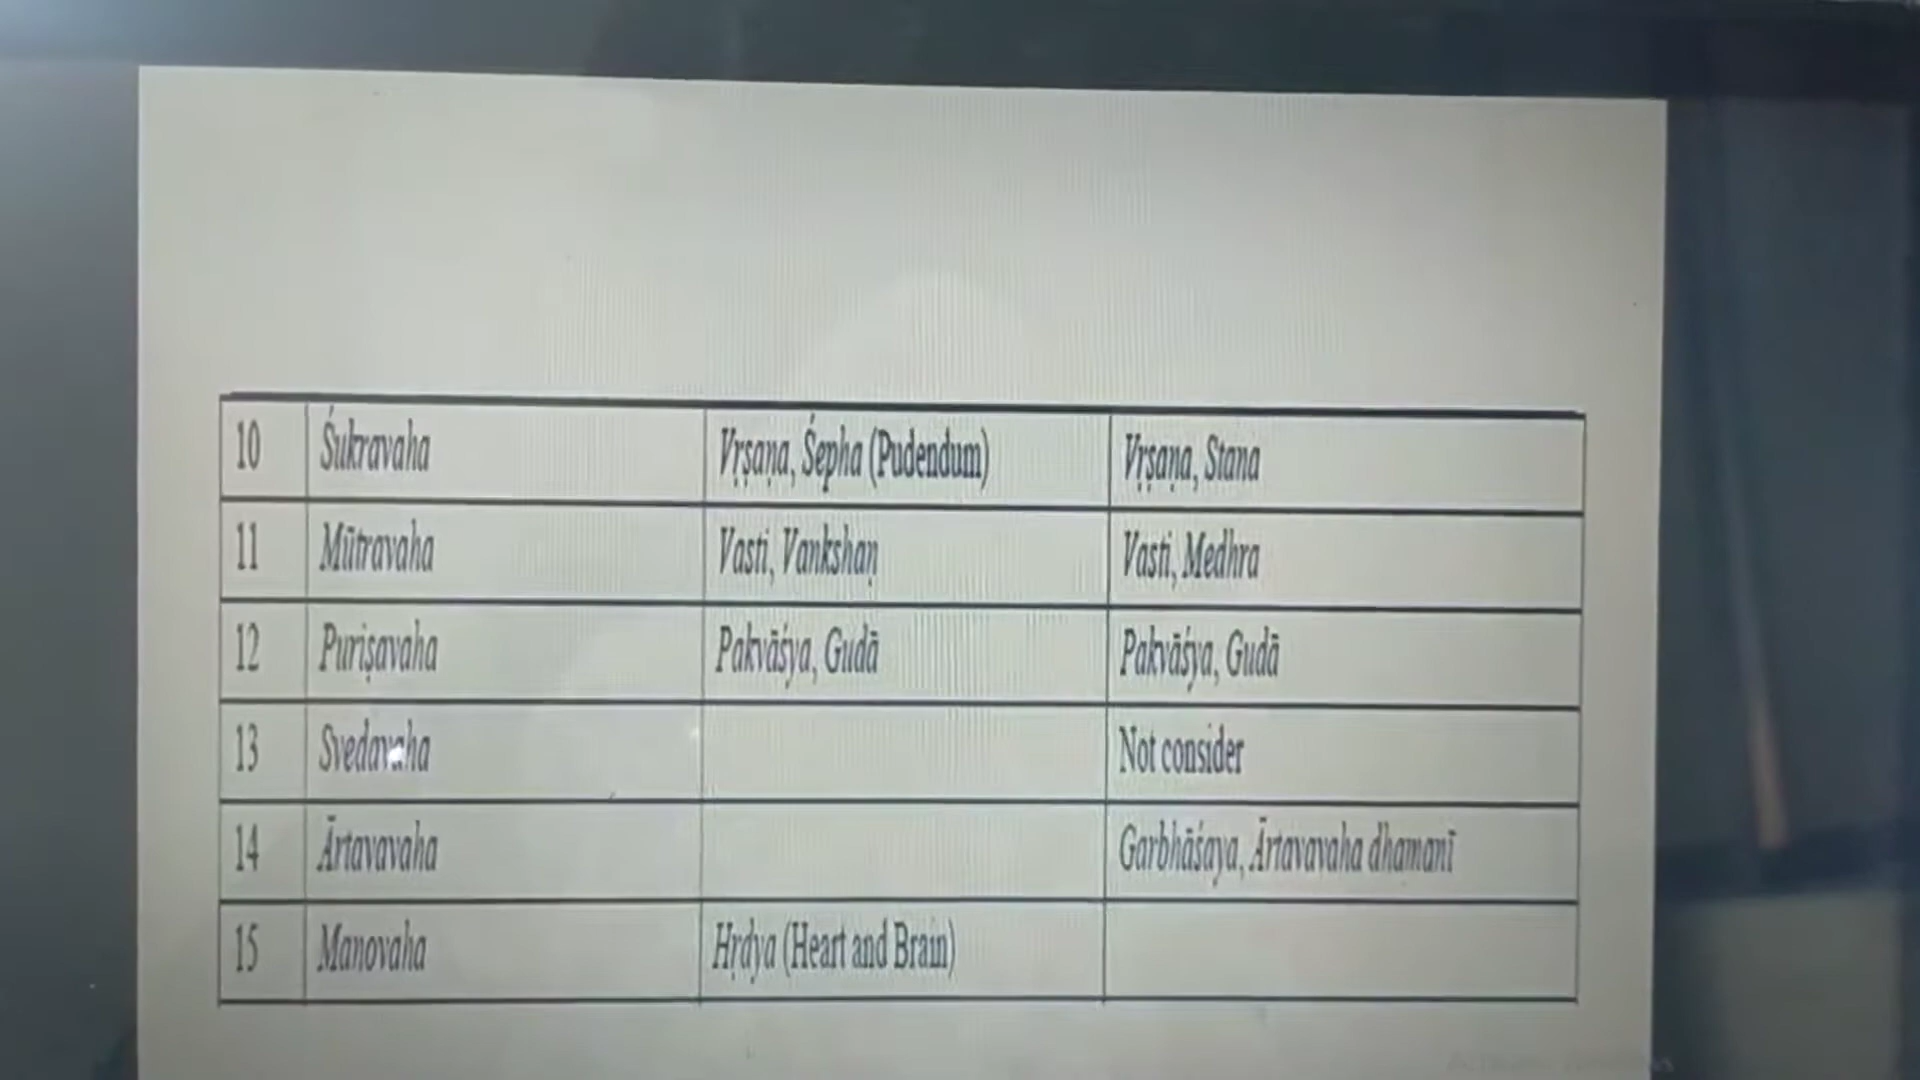 10 Śukravaha Vṛṣaṇa, Śepha (Pudendum) Vṛṣaṇa, Stana
11 Mūtravaha Vasti, Vankshaṇ Vasti, Medhra
12 Puriṣavaha Pakvāśya, Gudā Pakvāśya, Gudā
13 Svedavaha Not consider
14 Ārtavavaha Garbhāśaya, Ārtavavaha dhamanī
15 Manovaha Hṛdya (Heart and Brain)